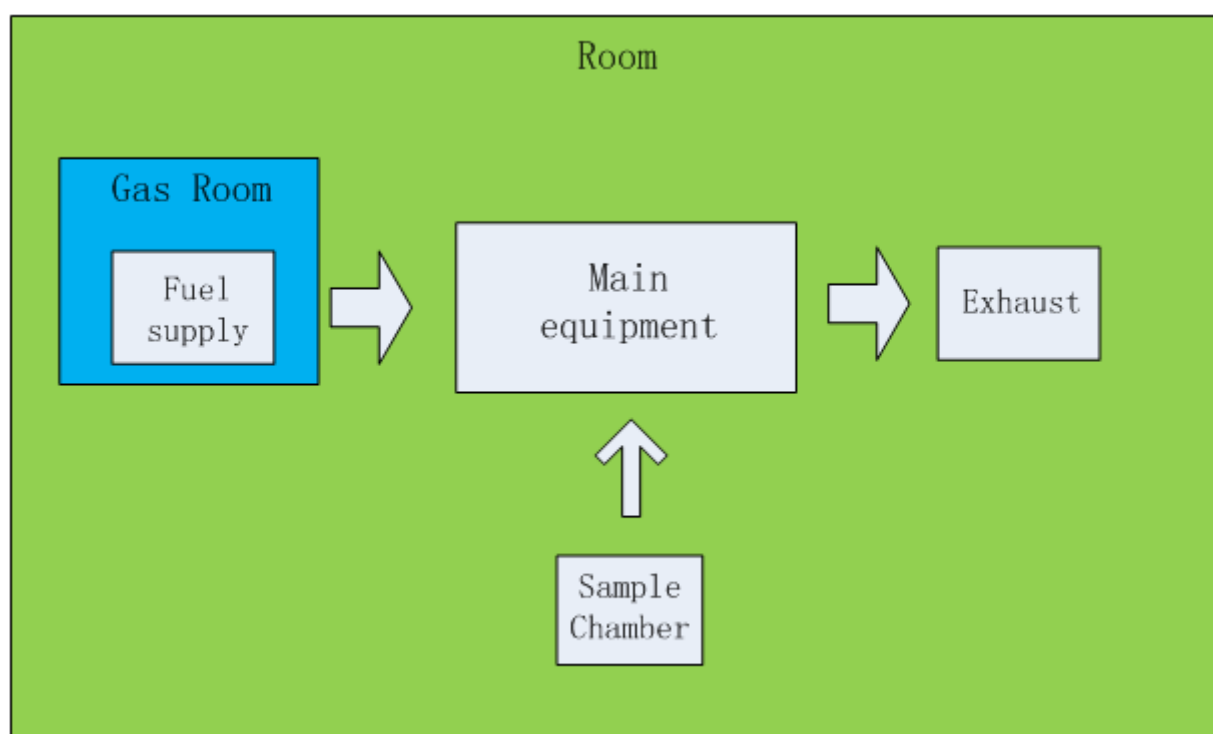 Room
Gas Room
Fuel
supply
Main
equipment
Exhaust
Sample
Chamber